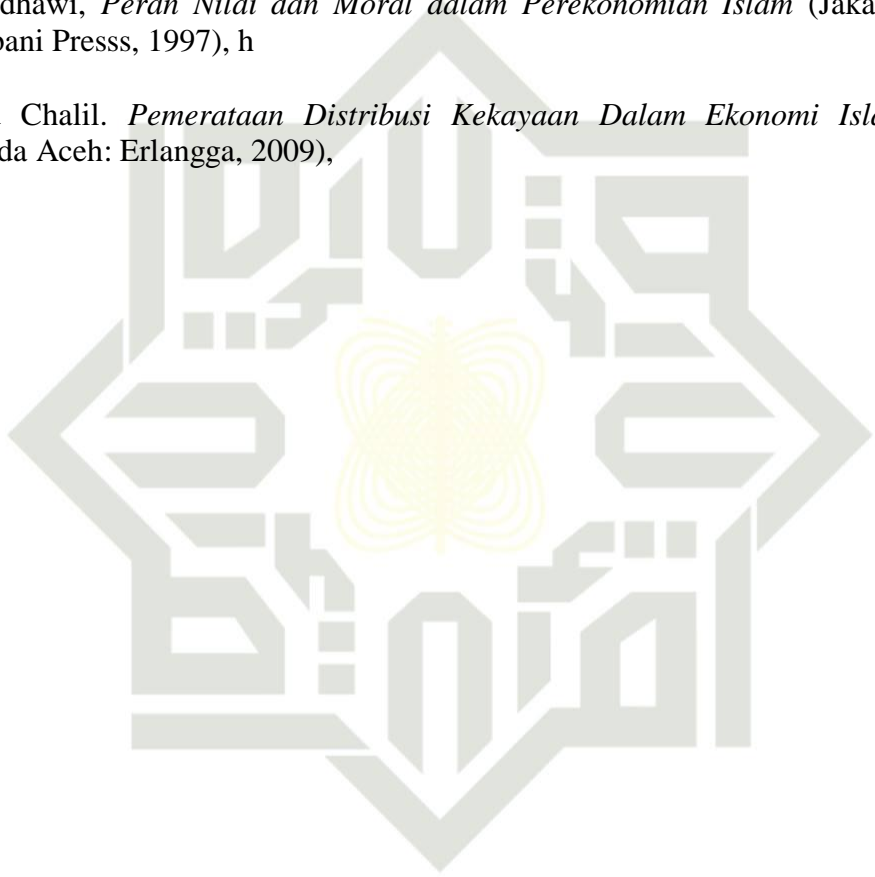 dhawi, Peran Nilai dan Moral dalam Perekonomian Islam (Jaka
bani Presss, 1997), h
Chalil. Pemerataan Distribusi Kekayaan Dalam Ekonomi Isla
da Aceh: Erlangga, 2009),